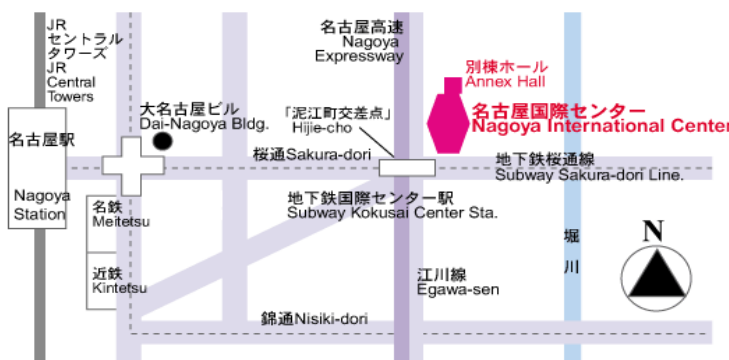 JR
セントラル
タワーズ
JR
Central
Towers
名古屋高速
Nagoya
Expressway
別棟ホール
Annex Hall
大名古屋ビル
Dai-Nagoya Bldg.
「泥江町交差点」
Hijie-cho
名古屋国際センター
Nagoya International Center
名古屋駅
桜通Sakura-dori
地下鉄桜通線
Subway Sakura-dori Line.
Nagoya
Station
名鉄
Meitetsu
地下鉄国際センター駅
Subway Kokusai Center Sta.
堀
川
N
近鉄
Kintetsu
江川線
Egawa-sen
錦通Nisiki-dori